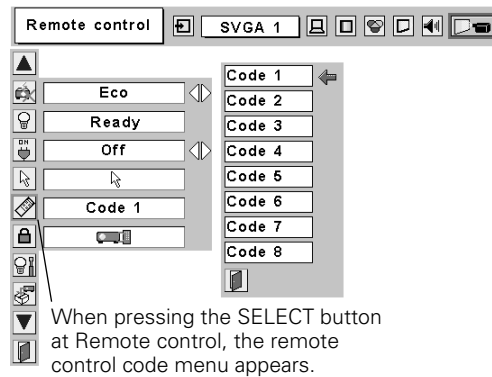 Remote control
SVGA 1
Code 1
Eco
Code 2
Ready
Code 3
ON
Off
Code 4
Code 5
Code 1
Code 6
Code 7
Code 8
When pressing the SELECT button
at Remote control, the remote
control code menu appears.